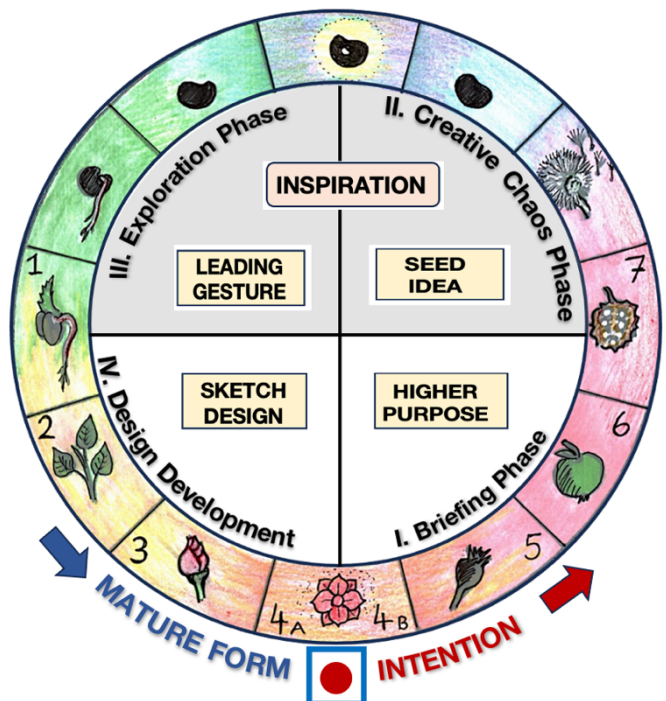 II. Creative Chaos Phase
III. Exploration Phase
INSPIRATION
LEADING
GESTURE
SEED
IDEA
1
7
SKETCH
DESIGN
HIGHER
PURPOSE
2
6
IV. Design Development
I. Briefing Phase
3
5
4A
4B
MATURE FORM
INTENTION